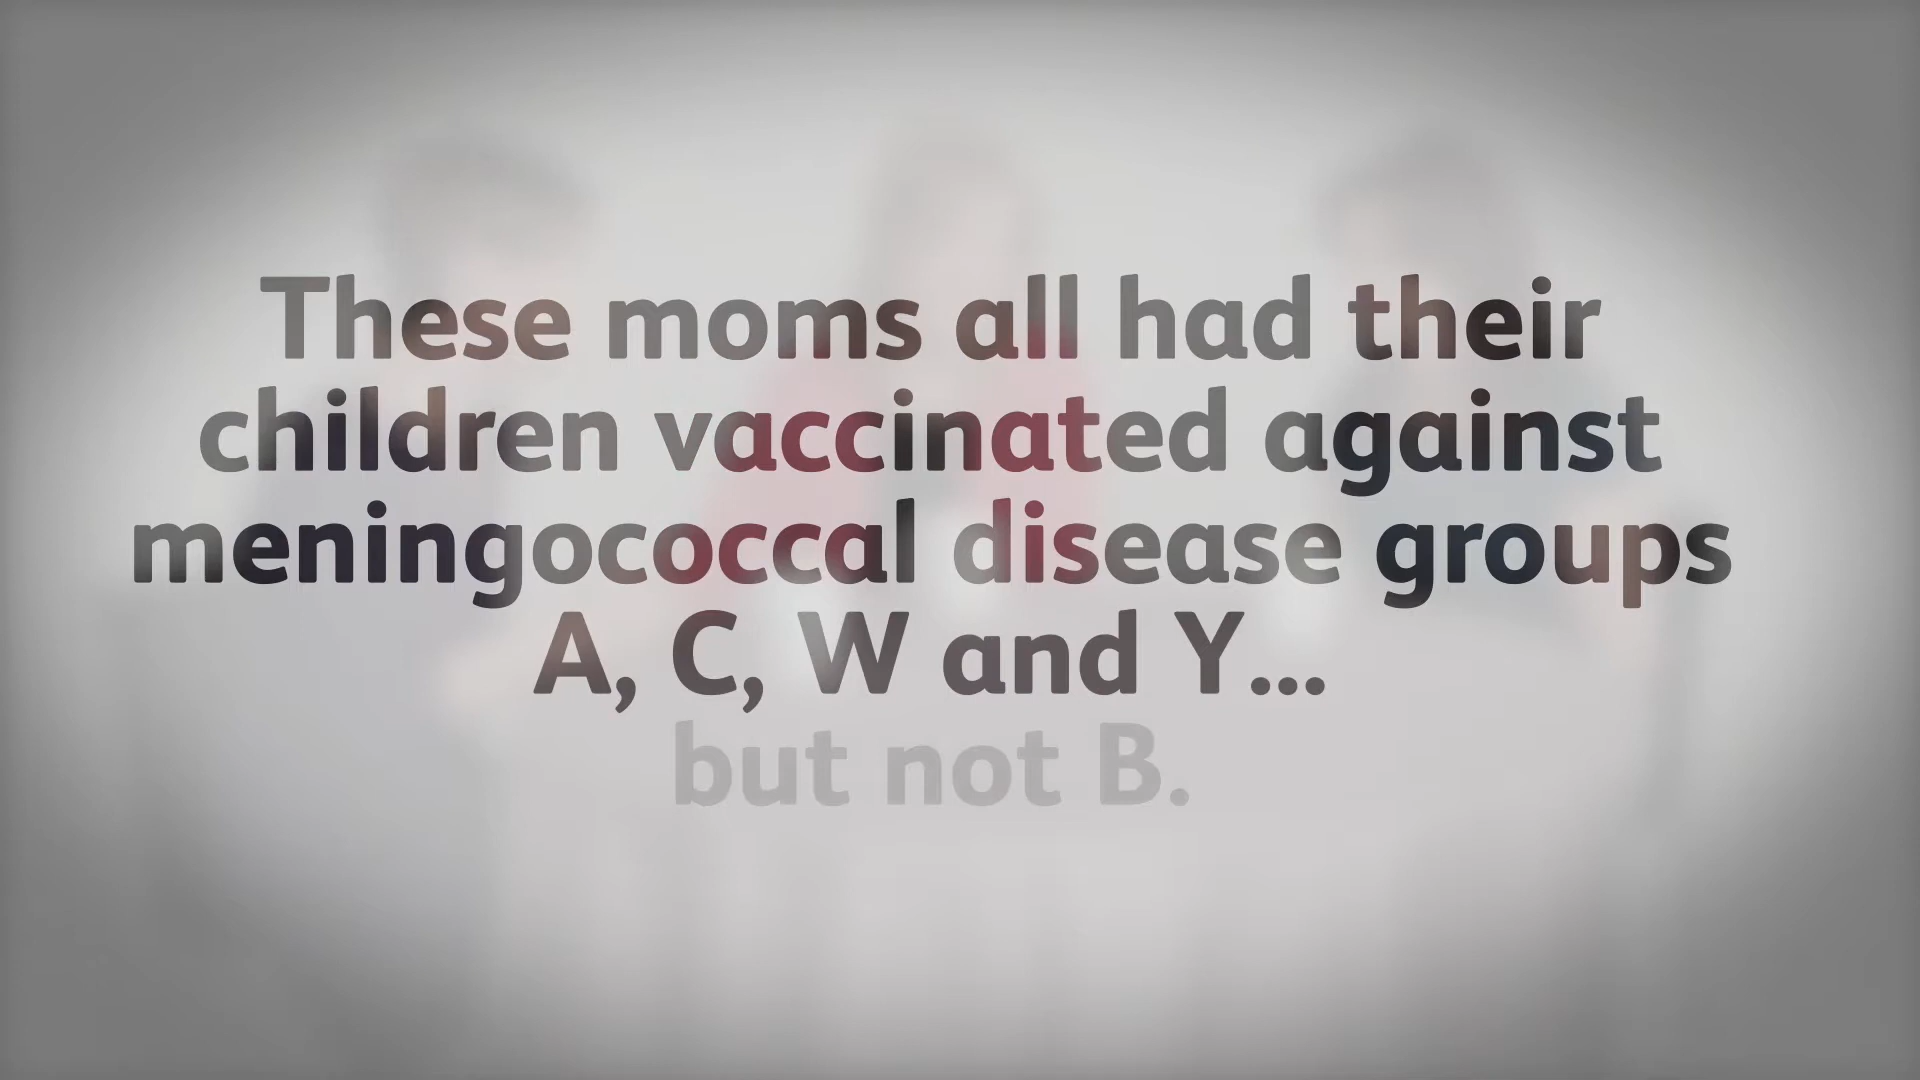 These moms all had their
children vaccinated against
meningococcal disease groups
A, C, W and Y...
but not B.